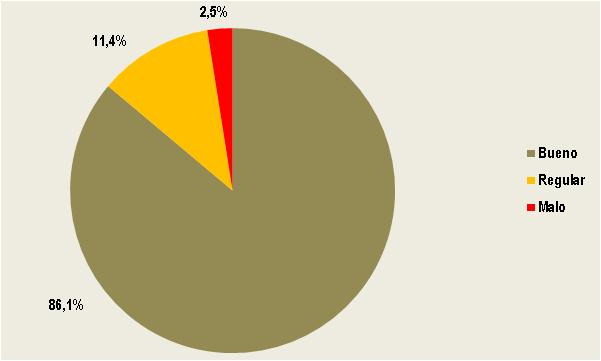 2,5%
11,4%
86,1%
Bueno
Regular
Malo